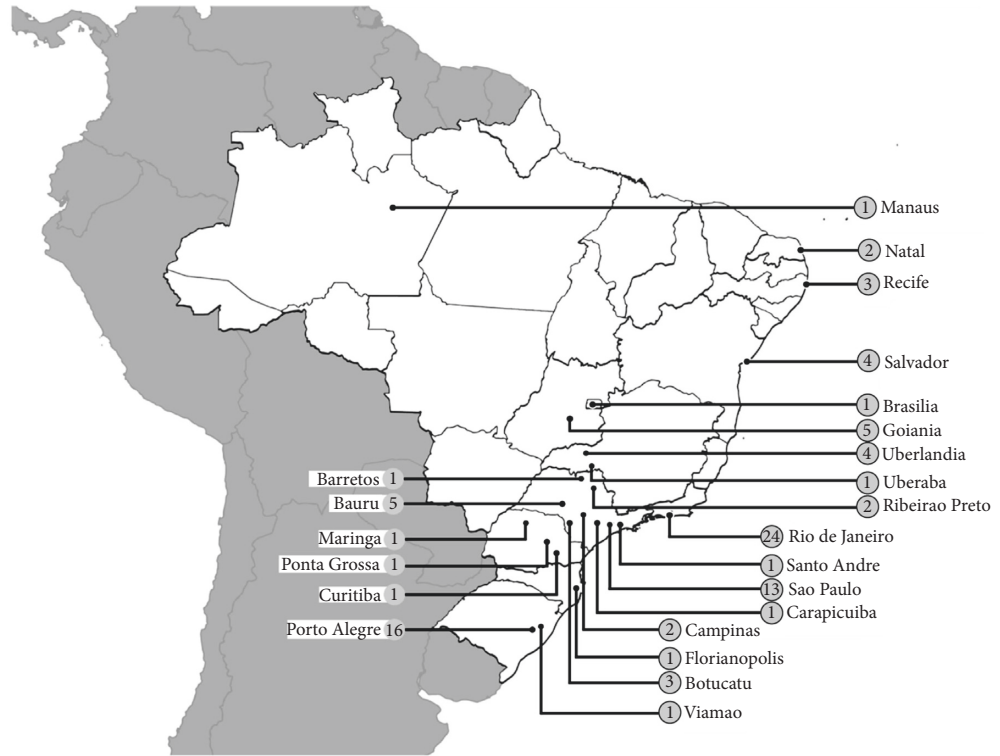 1 Manaus
2 Natal
3 Recife
4 Salvador
1 Brasilia
5 Goiania
4 Uberlandia
Barretos 1
1 Uberaba
Bauru 5
2 Ribeirao Preto
Maringa 1
24 Rio de Janeiro
Ponta Grossa 1
1 Santo Andre
Curitiba 1
13 Sao Paulo
1 Carapicuiba
Porto Alegre 16
2 Campinas
1 Florianopolis
3 Botucatu
1 Viamao